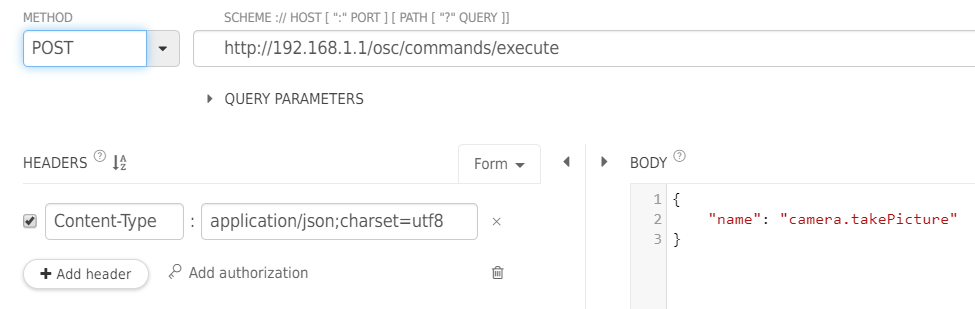 METHOD
SCHEME :// HOST [ ":" PORT ] [ PATH [ "?" QUERY ]]
POST
http://192.168.1.1/osc/commands/execute
QUERY PARAMETERS
HEADERS ? A Z
Form
BODY ?
Content-Type : application/json;charset=utf8 ×
+ Add header
Add authorization
1 {
2 "name": "camera.takePicture"
3 }